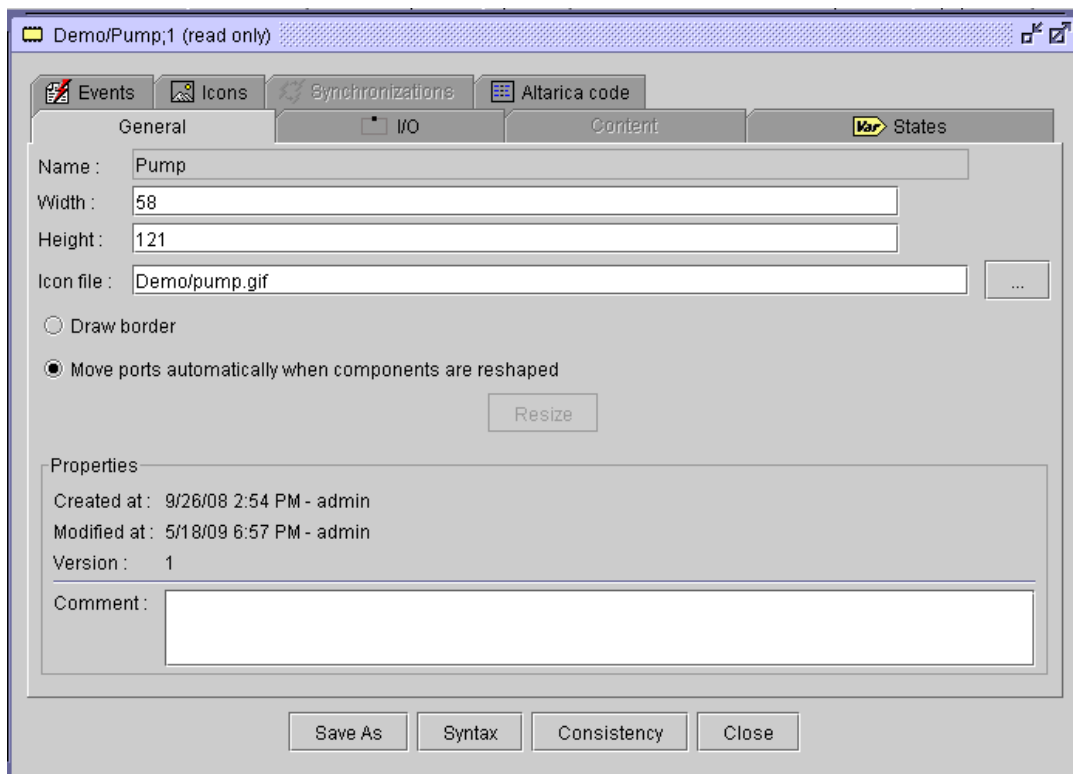 Demo/Pump;1 (read only)
Events Icons Synchronizations Altarica code
General I/O Content Var States
Name : Pump
Width : 58
Height : 121
Icon file : Demo/pump.gif ...
Draw border
Move ports automatically when components are reshaped
Resize
Properties
Created at : 9/26/08 2:54 PM - admin
Modified at : 5/18/09 6:57 PM - admin
Version : 1
Comment :
Save As Syntax Consistency Close